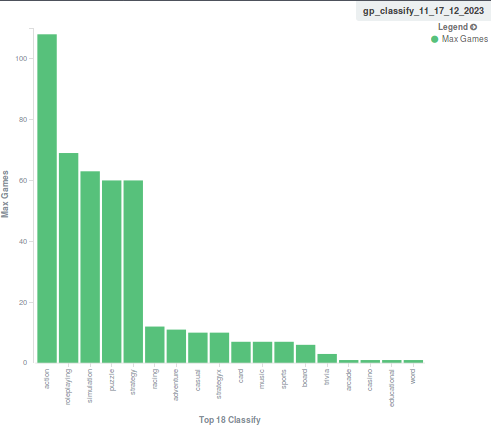 gp_classify_11_17_12_2023
Legend
Max Games
Max Games
100
80
60
40
20
0
action
roleplaying
simulation
puzzle
strategy
racing
adventure
casual
strategyx
card
music
sports
board
trivia
arcade
casino
educational
word
Top 18 Classify